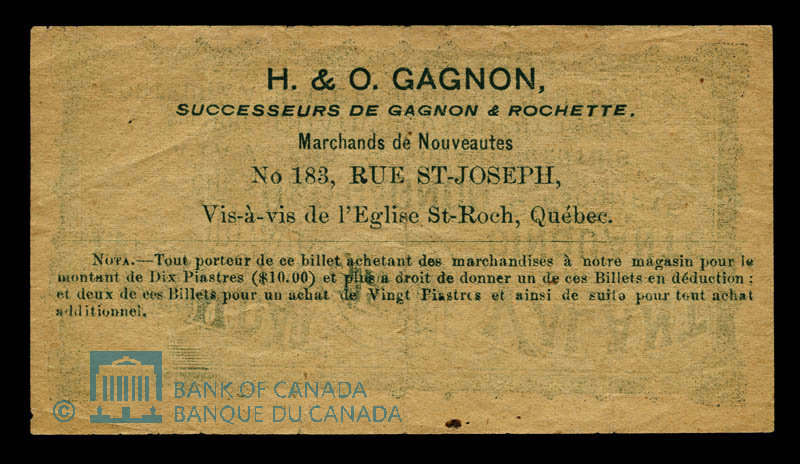 H. & O. GAGNON,
SUCCESSEURS DE GAGNON & ROCHETTE.
Marchands de Nouveautes
No 183, RUE ST-JOSEPH,
Vis-à-vis de l'Eglise St-Roch, Québec.
NOTA.—Tout porteur de ce billet achetant des marchandises à notre magasin pour le
montant de Dix Piastres ($10.00) et plus a droit de donner un de ces Billets en déduction ;
et deux de ces Billets pour un achat de Vingt Piastres et ainsi de suite pour tout achat
additionnel.
© BANK OF CANADA
BANQUE DU CANADA